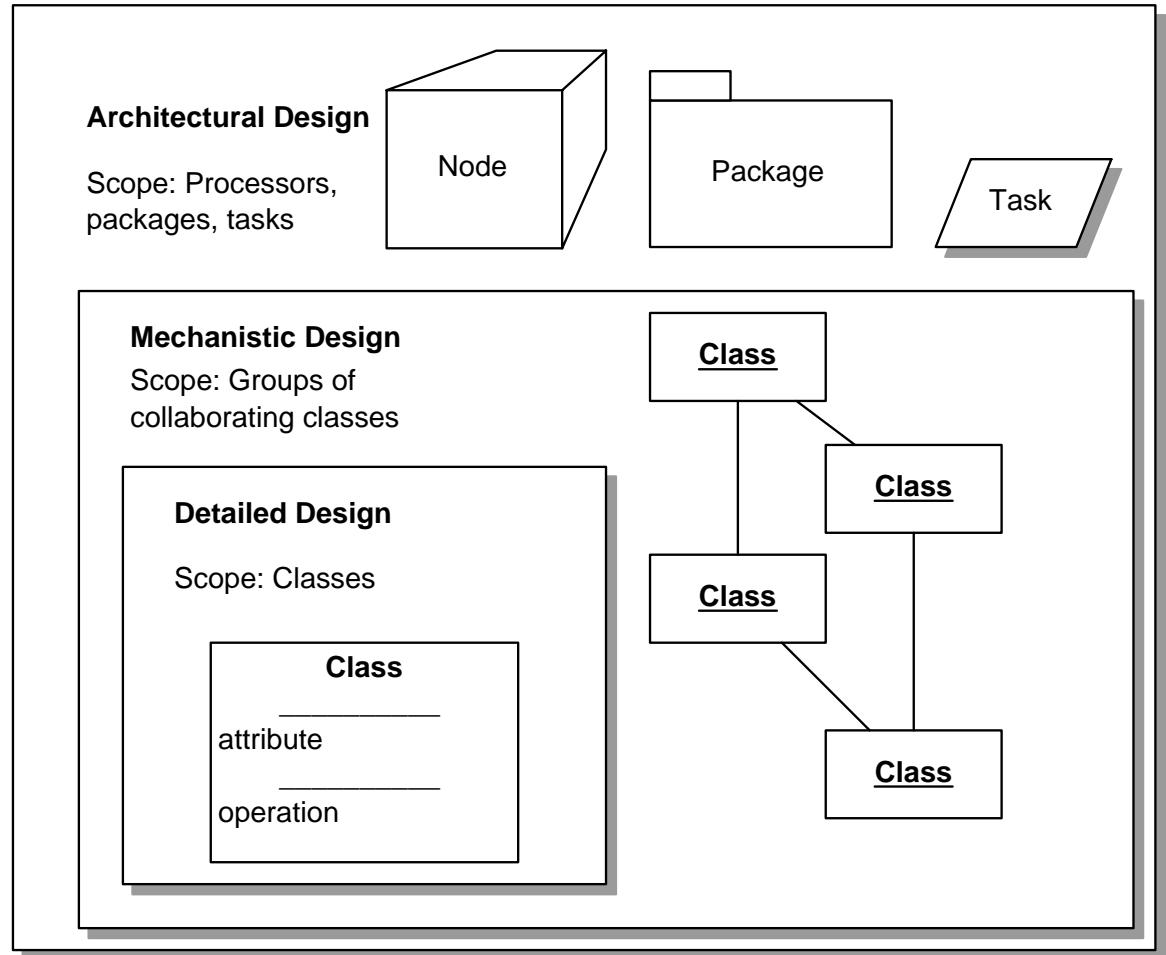 Architectural Design
Scope: Processors,
packages, tasks
Node
Package
Task
Mechanistic Design
Scope: Groups of
collaborating classes
Class
Class
Class
Class
Detailed Design
Scope: Classes
Class
attribute
operation